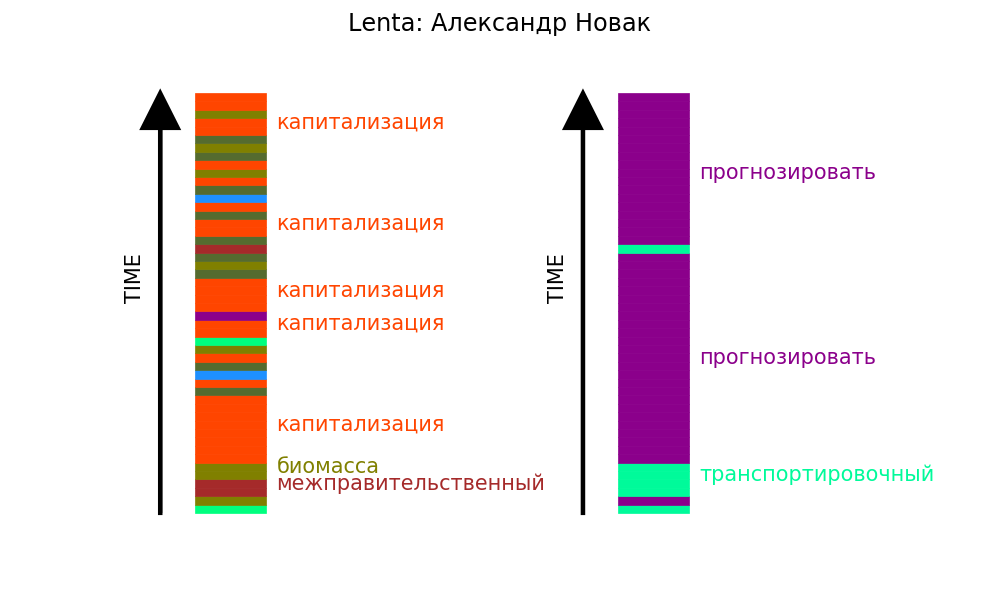 Lenta: Александр Новак
TIME
капитализация
капитализация
капитализация
капитализация
капитализация
биомасса
межправительственный
TIME
прогнозировать
прогнозировать
транспортировочный